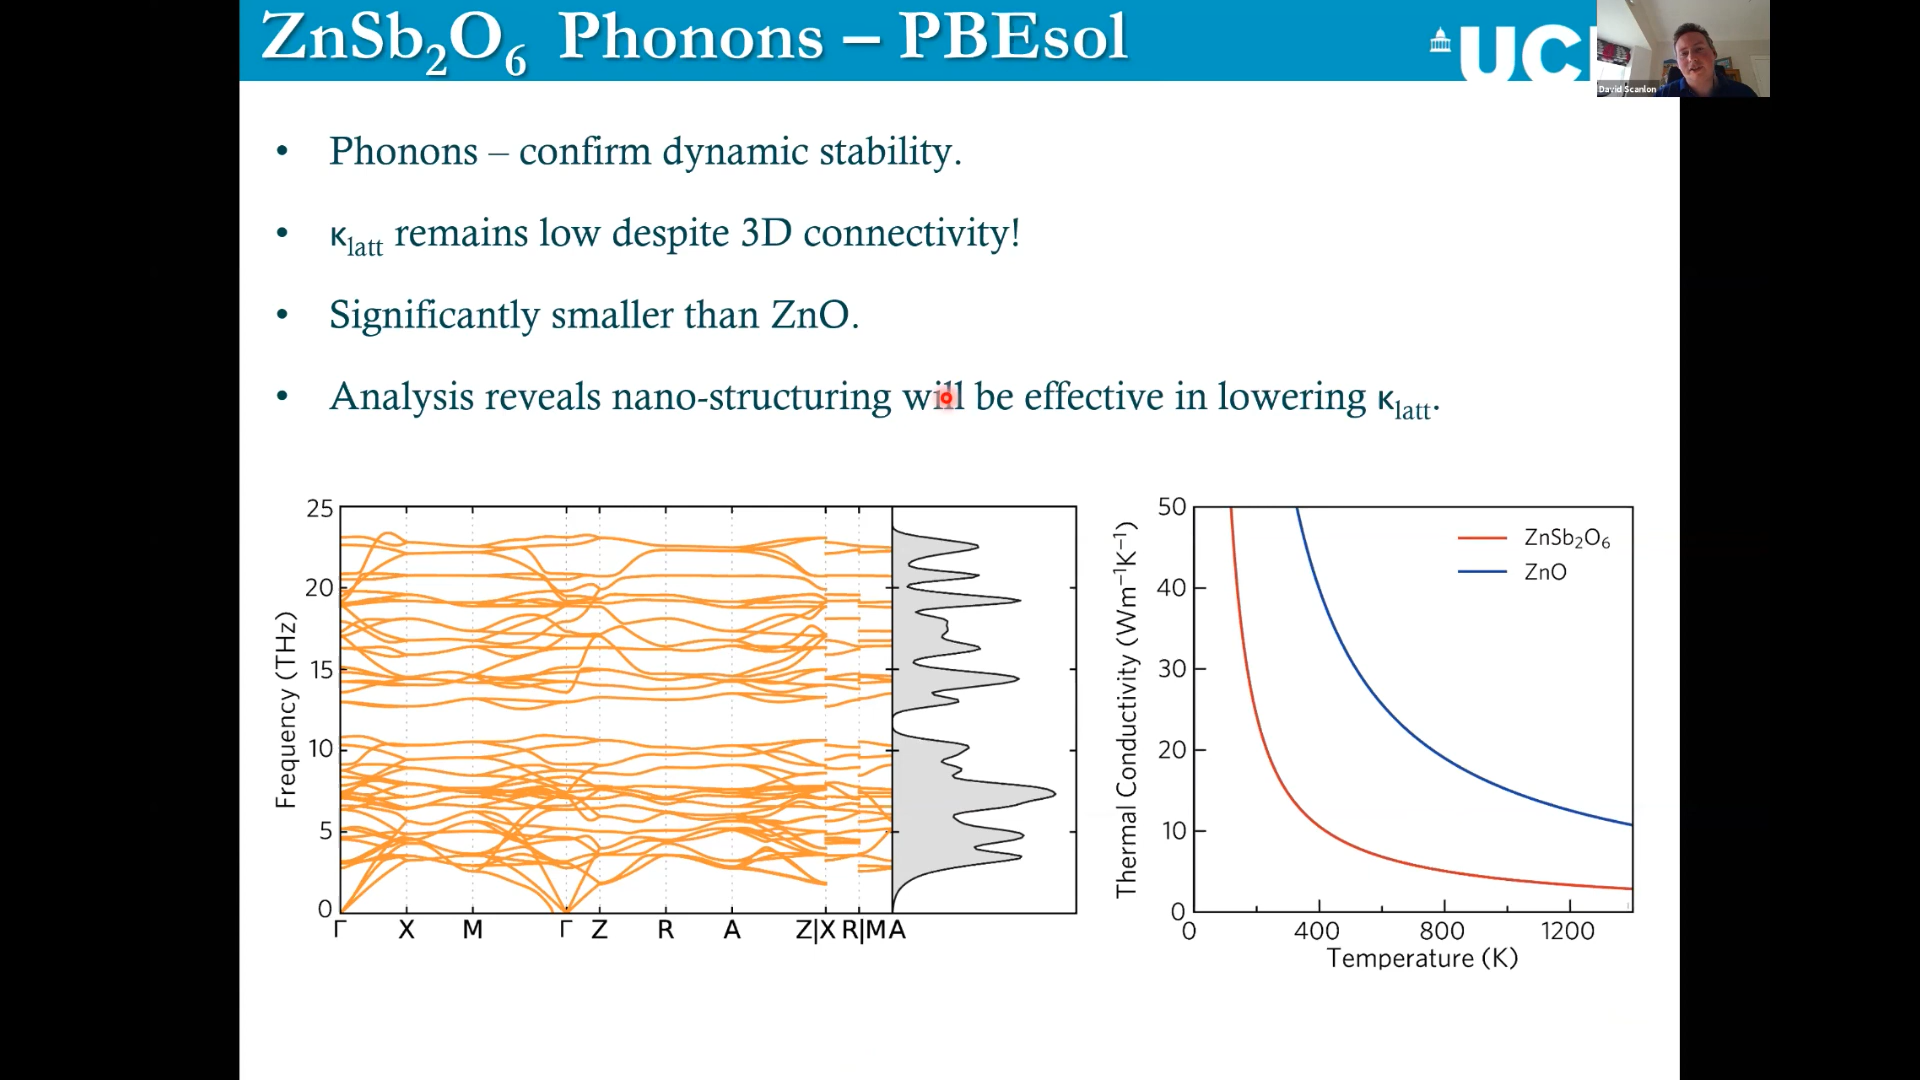 ZnSb₂O₆ Phonons – PBEsol
UC
David Scanlon
• Phonons – confirm dynamic stability.
• κlatt remains low despite 3D connectivity!
• Significantly smaller than ZnO.
• Analysis reveals nano-structuring will be effective in lowering κlatt.
25
20
15
10
5
0
Frequency (THz)
Γ X M Γ Z R A Z|X R|M A
50
40
30
20
10
0
Thermal Conductivity (Wm⁻¹K⁻¹)
ZnSb₂O₆
ZnO
0 400 800 1200
Temperature (K)